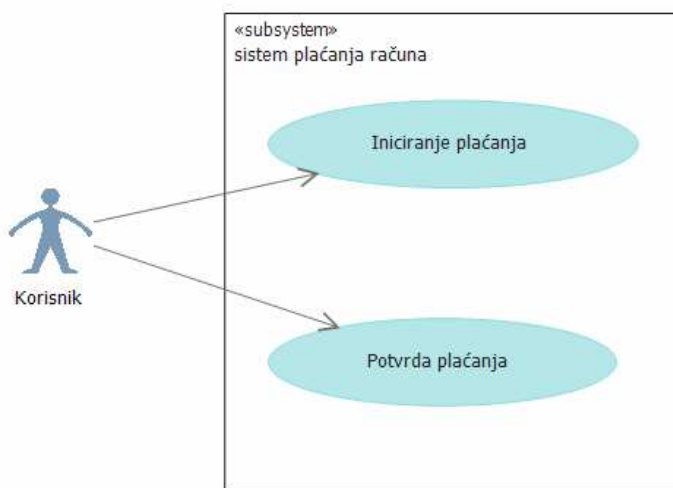 «subsystem»
sistem plaćanja računa
Iniciranje plaćanja
Korisnik
Potvrda plaćanja